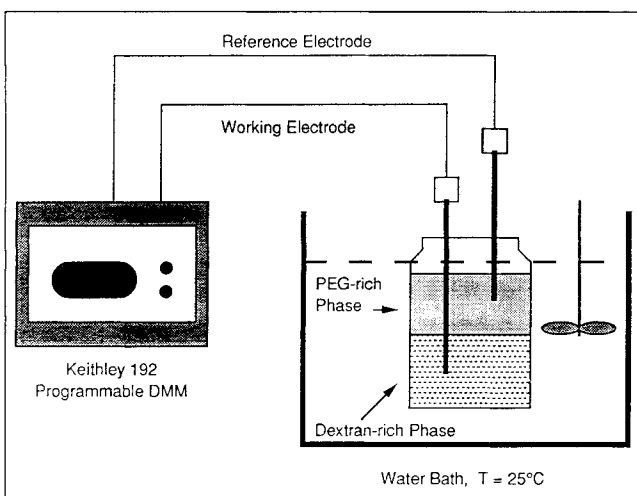 Reference Electrode
Working Electrode
PEG-rich
Phase
Keithley 192
Programmable DMM
Dextran-rich Phase
Water Bath, T = 25°C